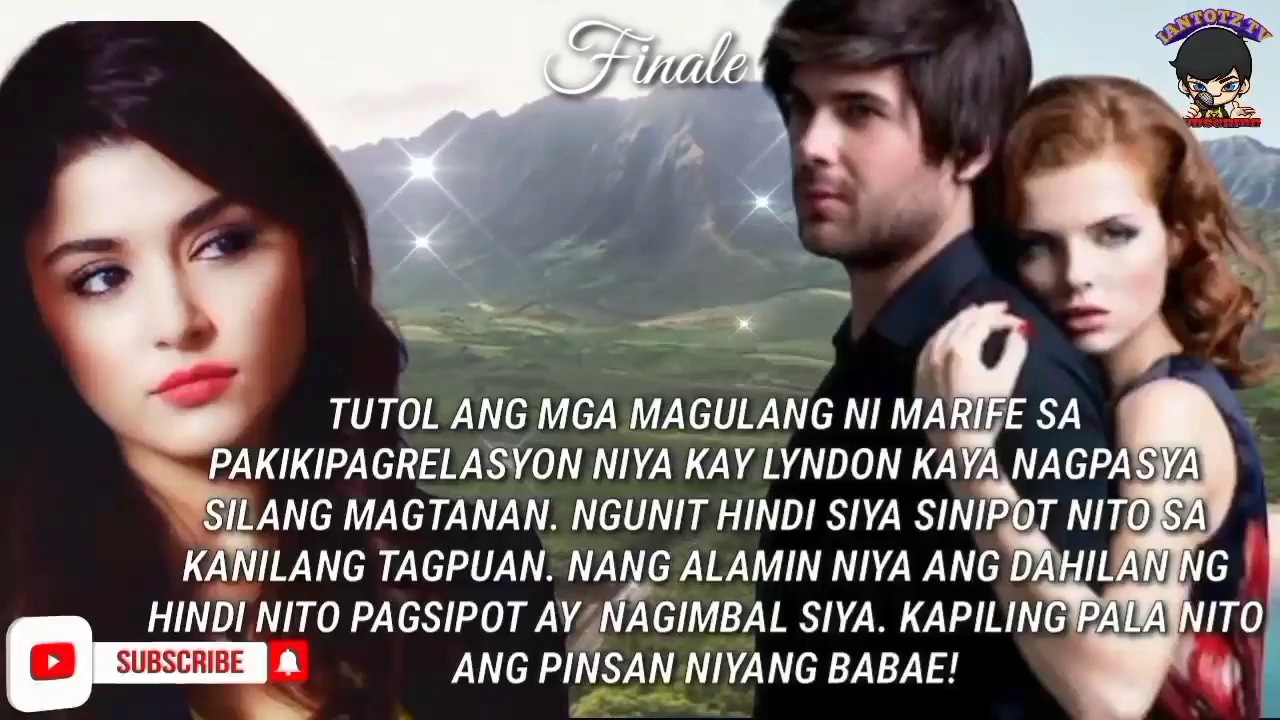 Finale
IANTOTZ TV
TUTOL ANG MGA MAGULANG NI MARIFE SA
PAKIKIPAGRELASYON NIYA KAY LYNDON KAYA NAGPASYA
SILANG MAGTANAN. NGUNIT HINDI SIYA SINIPOT NITO SA
KANILANG TAGPUAN. NANG ALAMIN NIYA ANG DAHILAN NG
HINDI NITO PAGSIPOT AY NAGIMBAL SIYA. KAPILING PALA NITO
ANG PINSAN NIYANG BABAE!
SUBSCRIBE